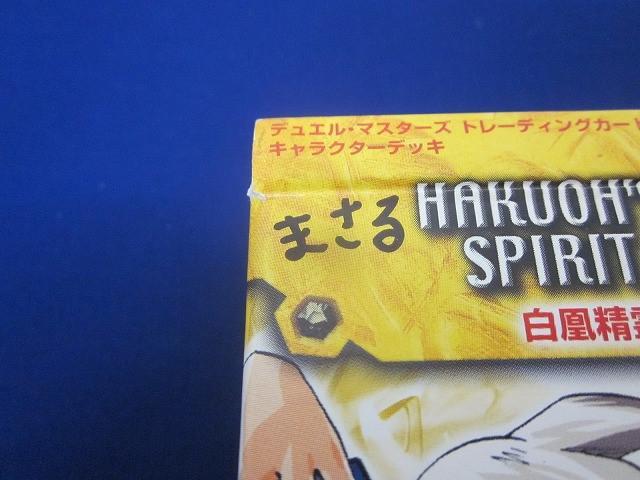 デュエル・マスターズ トレーディングカード
キャラクターデッキ
まさる
HAKUOH'
SPIRIT
白凰精霊